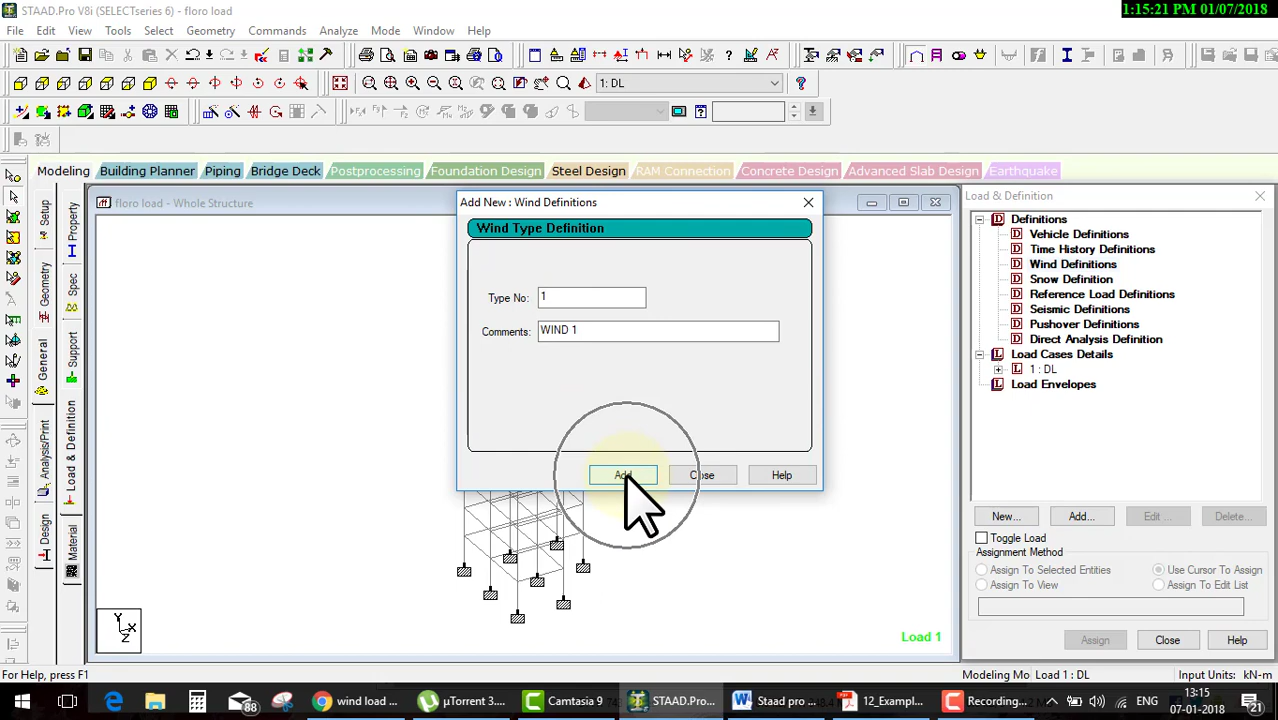 STAAD.Pro V8i (SELECTseries 6) - floro load
1:15:21 PM 01/07/2018
File Edit View Tools Select Geometry Commands Analyze Mode Window Help
1: DL
Modeling Building Planner Piping Bridge Deck Postprocessing Foundation Design Steel Design RAM Connection Concrete Design Advanced Slab Design Earthquake
Setup
Geometry
General
Analysis/Print
Design
Property
Spec
Support
Load & Definition
Material
floro load - Whole Structure
Add New : Wind Definitions
Wind Type Definition
Type No: 1
Comments: WIND 1
Add Close Help
Load 1
Y
X
Z
Load & Definition
Definitions
Vehicle Definitions
Time History Definitions
Wind Definitions
Snow Definition
Reference Load Definitions
Seismic Definitions
Pushover Definitions
Direct Analysis Definition
Load Cases Details
1 : DL
Load Envelopes
New... Add... Edit ... Delete...
Toggle Load
Assignment Method
Assign To Selected Entities Use Cursor To Assign
Assign To View Assign To Edit List
Assign Close Help
For Help, press F1
Modeling Mo Load 1 : DL Input Units: kN-m
88 wind load ... µTorrent 3.... Camtasia 9 STAAD.Pro... Staad pro ... 12_Exampl... Recording... ENG 13:15
07-01-2018 21